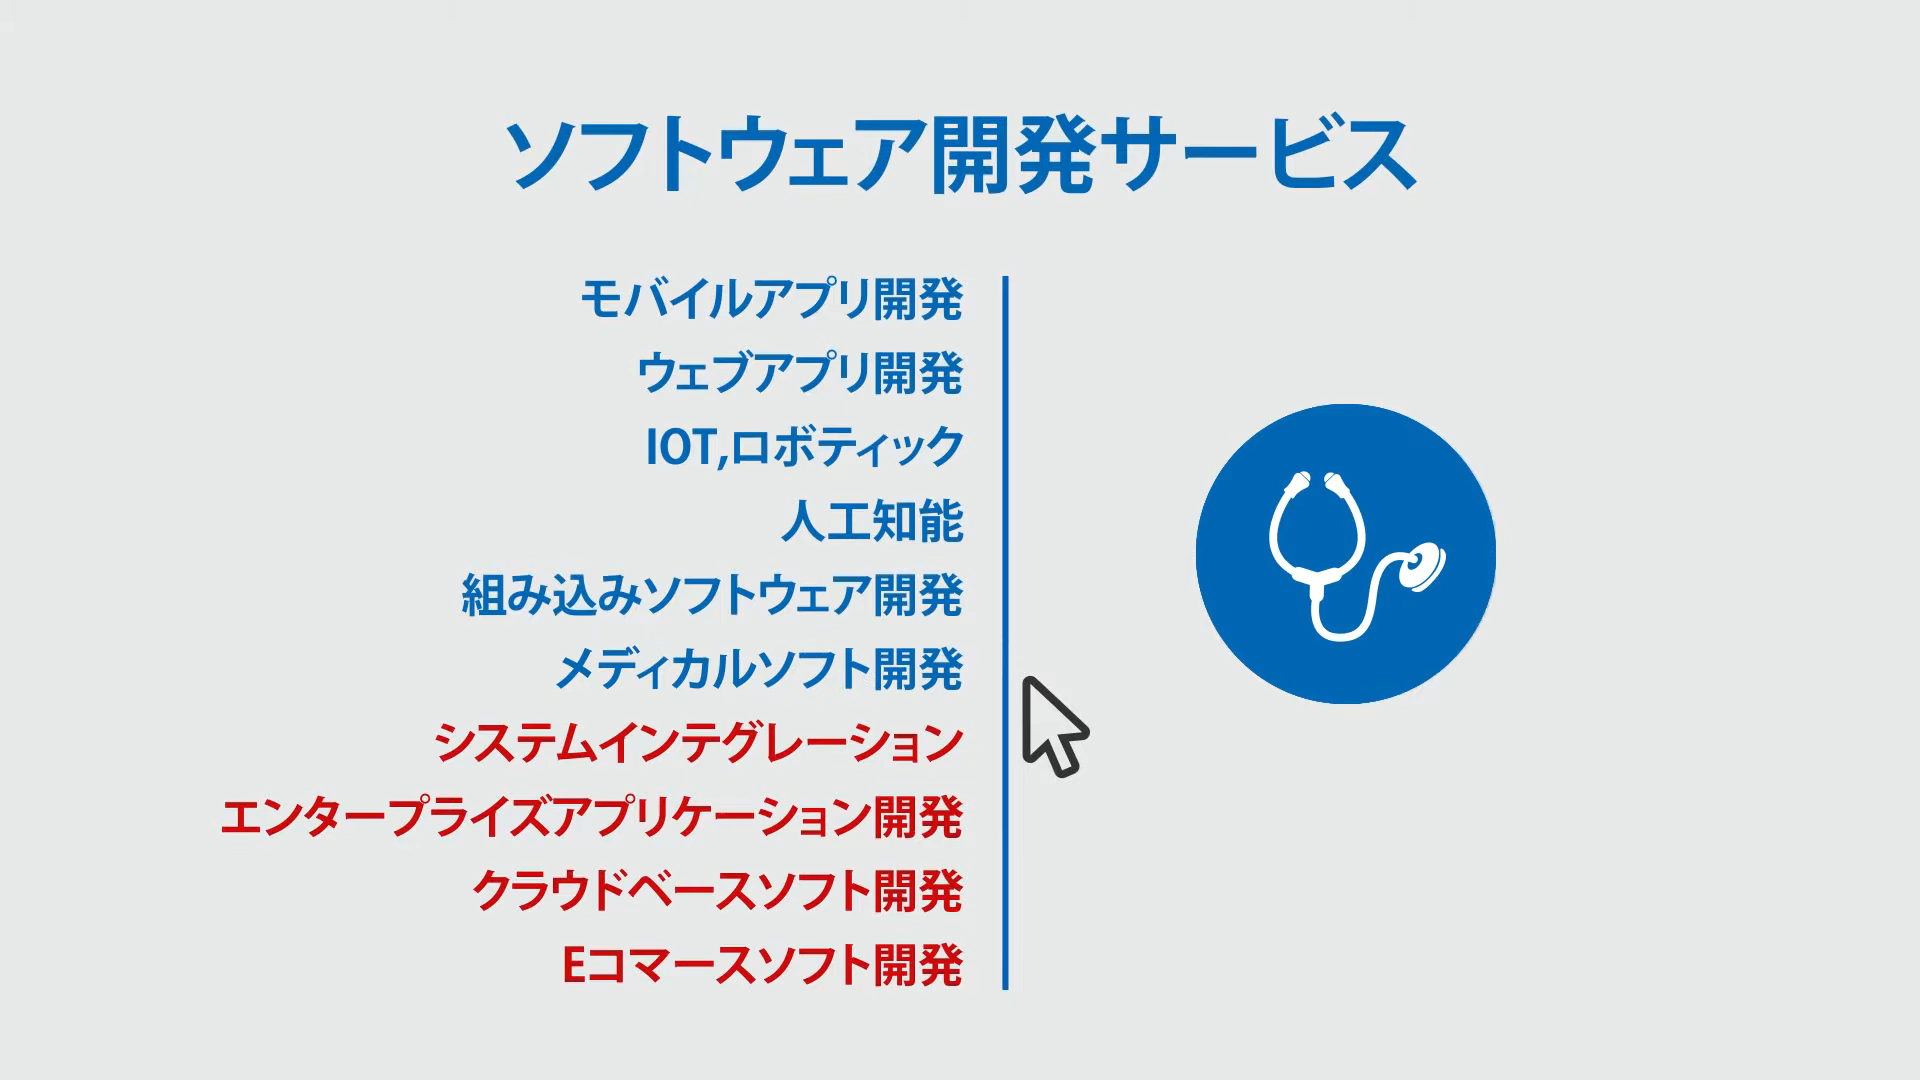 ソフトウェア開発サービス
モバイルアプリ開発
ウェブアプリ開発
IOT,ロボティック
人工知能
組み込みソフトウェア開発
メディカルソフト開発
システムインテグレーション
エンタープライズアプリケーション開発
クラウドベースソフト開発
Eコマースソフト開発